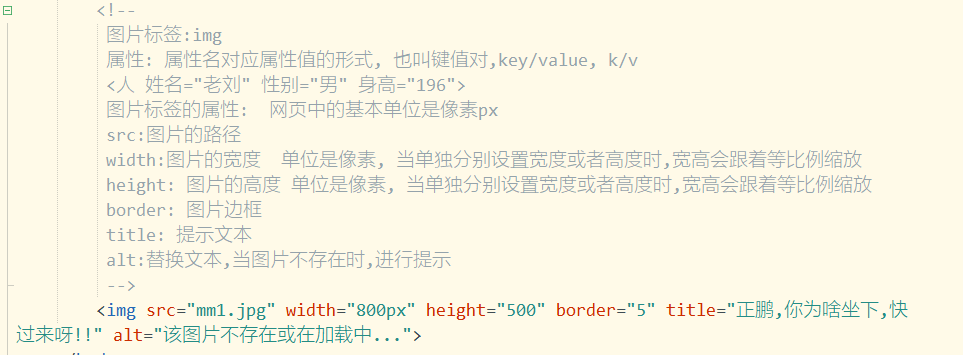 <!--
图片标签:img
属性: 属性名对应属性值的形式, 也叫键值对,key/value, k/v
<人 姓名="老刘" 性别="男" 身高="196">
图片标签的属性:  网页中的基本单位是像素px
src:图片的路径
width:图片的宽度  单位是像素, 当单独分别设置宽度或者高度时,宽高会跟着等比例缩放
height: 图片的高度 单位是像素, 当单独分别设置宽度或者高度时,宽高会跟着等比例缩放
border: 图片边框
title: 提示文本
alt:替换文本,当图片不存在时,进行提示
-->
<img src="mm1.jpg" width="800px" height="500" border="5" title="正鹏,你为啥坐下,快
过来呀!!" alt="该图片不存在或在加载中...">